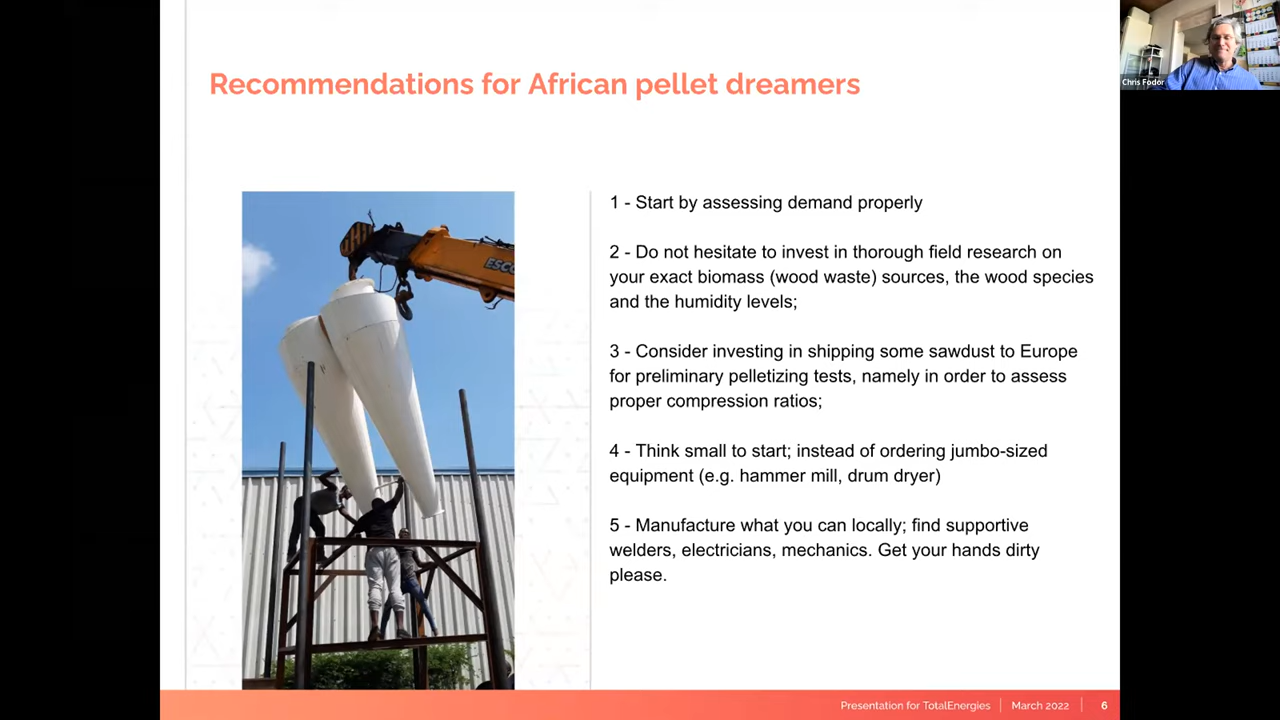 Recommendations for African pellet dreamers
Chris Fodor
ESCO
1 - Start by assessing demand properly
2 - Do not hesitate to invest in thorough field research on
your exact biomass (wood waste) sources, the wood species
and the humidity levels;
3 - Consider investing in shipping some sawdust to Europe
for preliminary pelletizing tests, namely in order to assess
proper compression ratios;
4 - Think small to start; instead of ordering jumbo-sized
equipment (e.g. hammer mill, drum dryer)
5 - Manufacture what you can locally; find supportive
welders, electricians, mechanics. Get your hands dirty
please.
Presentation for TotalEnergies | March 2022 | 6